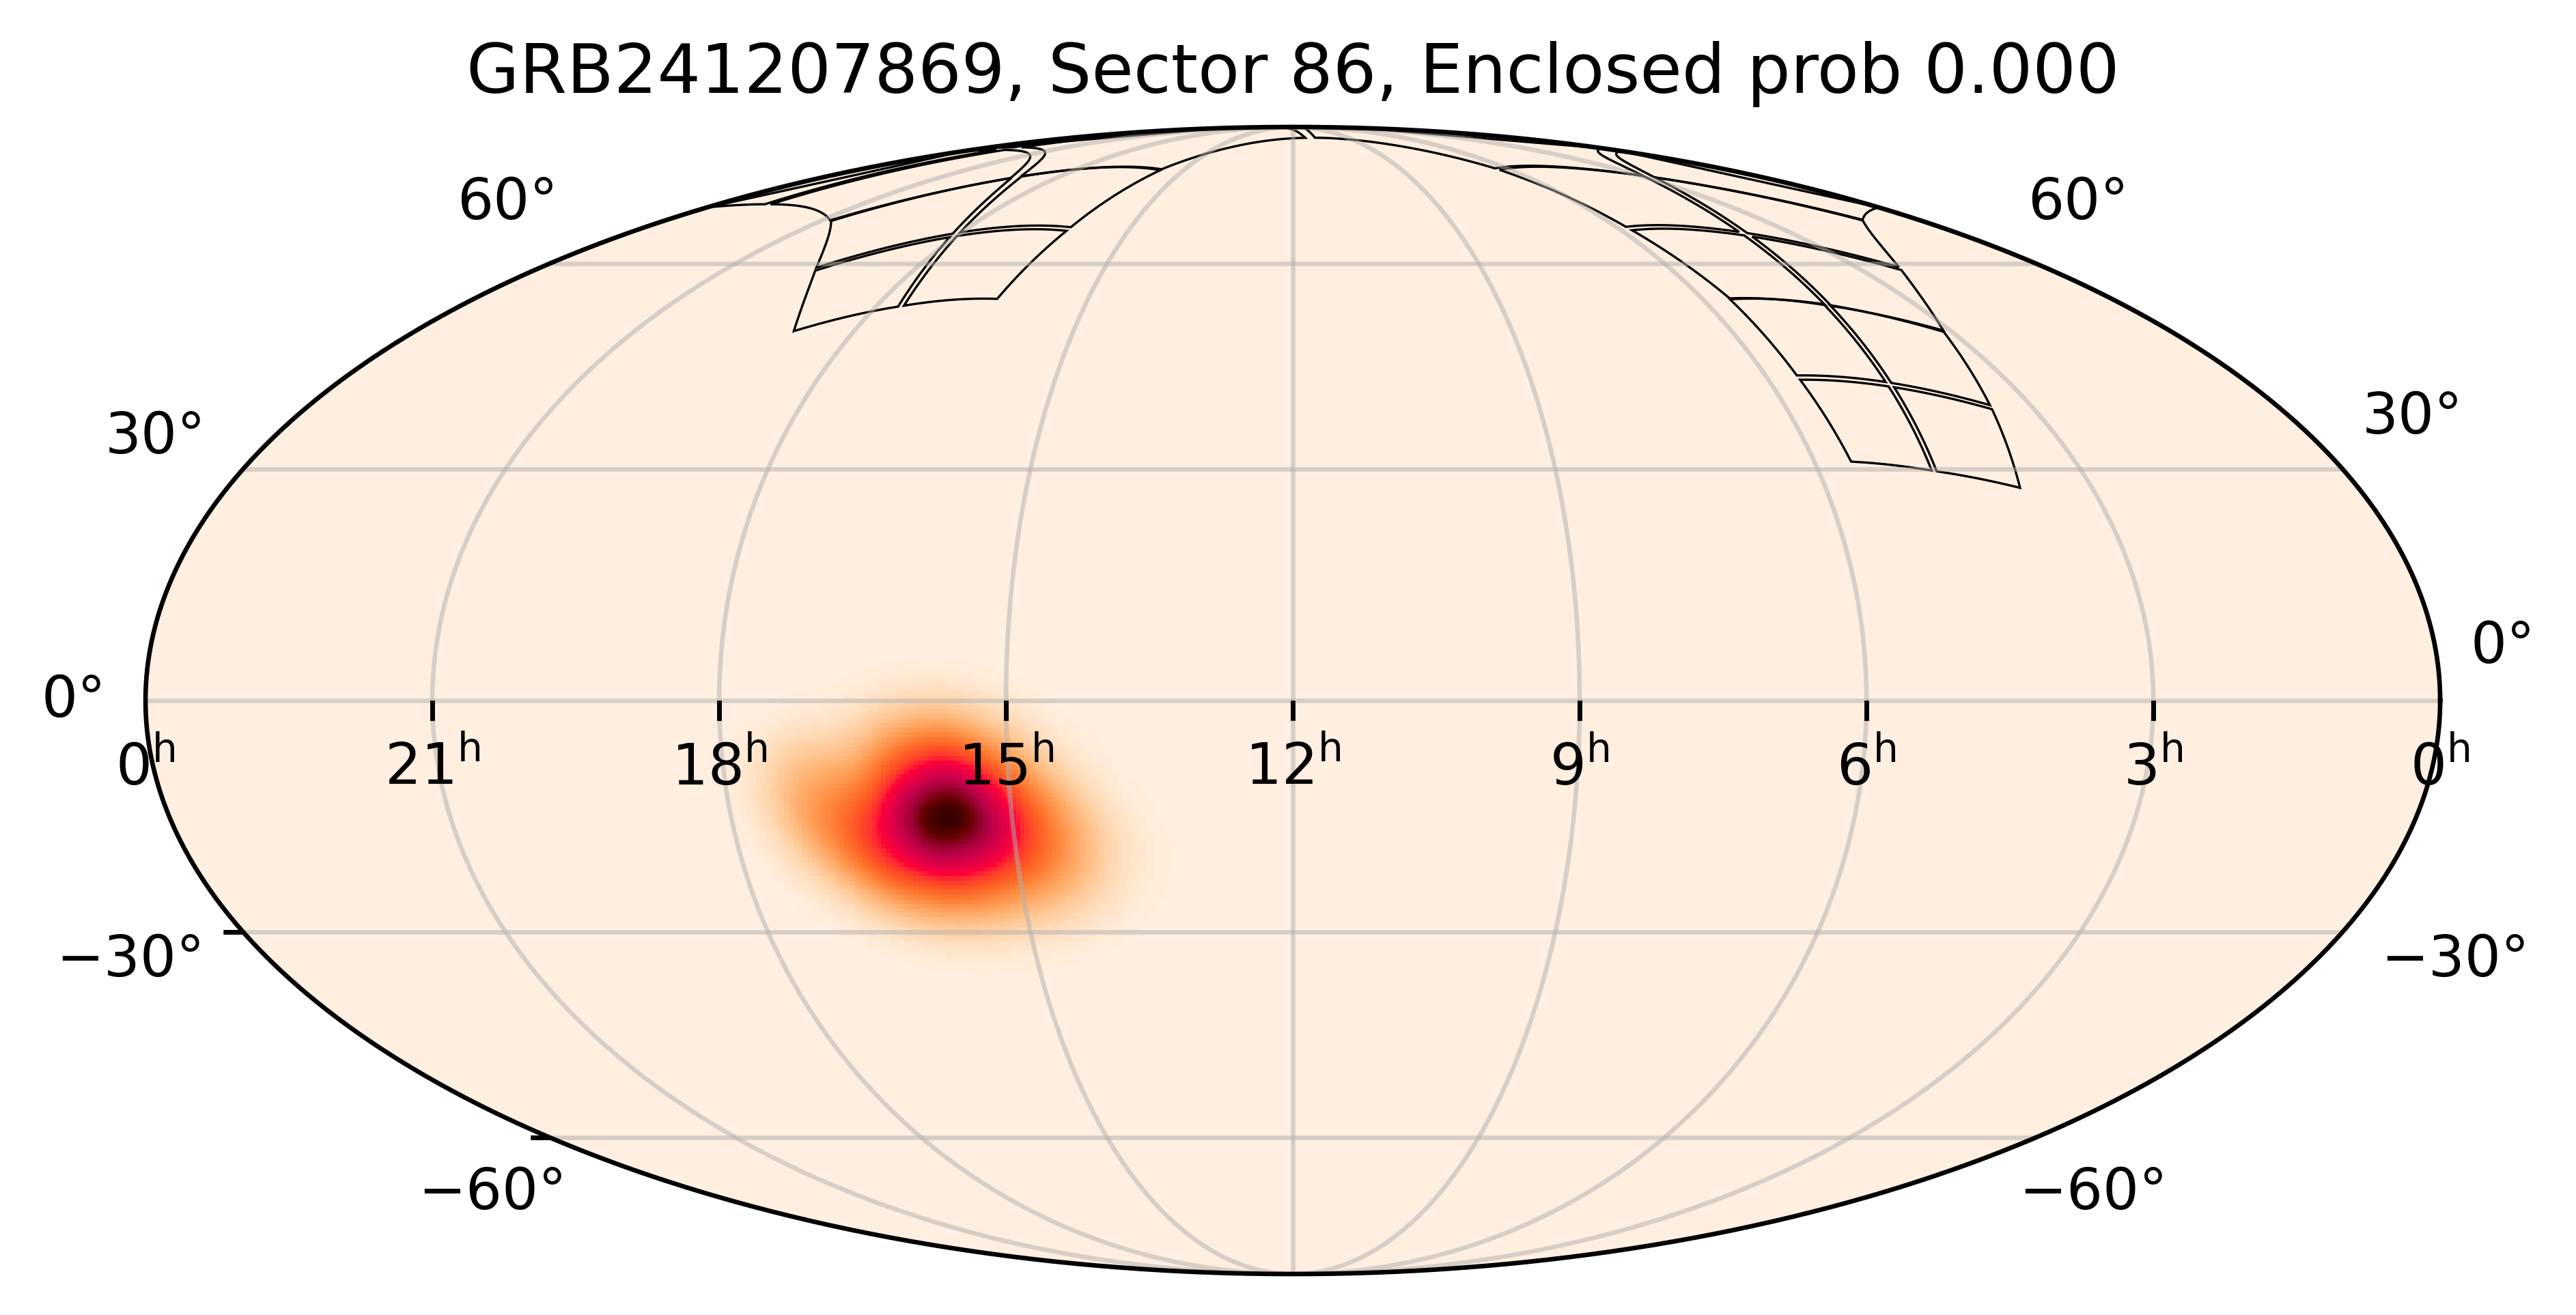 GRB241207869, Sector 86, Enclosed prob 0.000
60° 60°
30° 30°
0° 0°
0ʰ 21ʰ 18ʰ 15ʰ 12ʰ 9ʰ 6ʰ 3ʰ 0ʰ
−30° −30°
−60° −60°